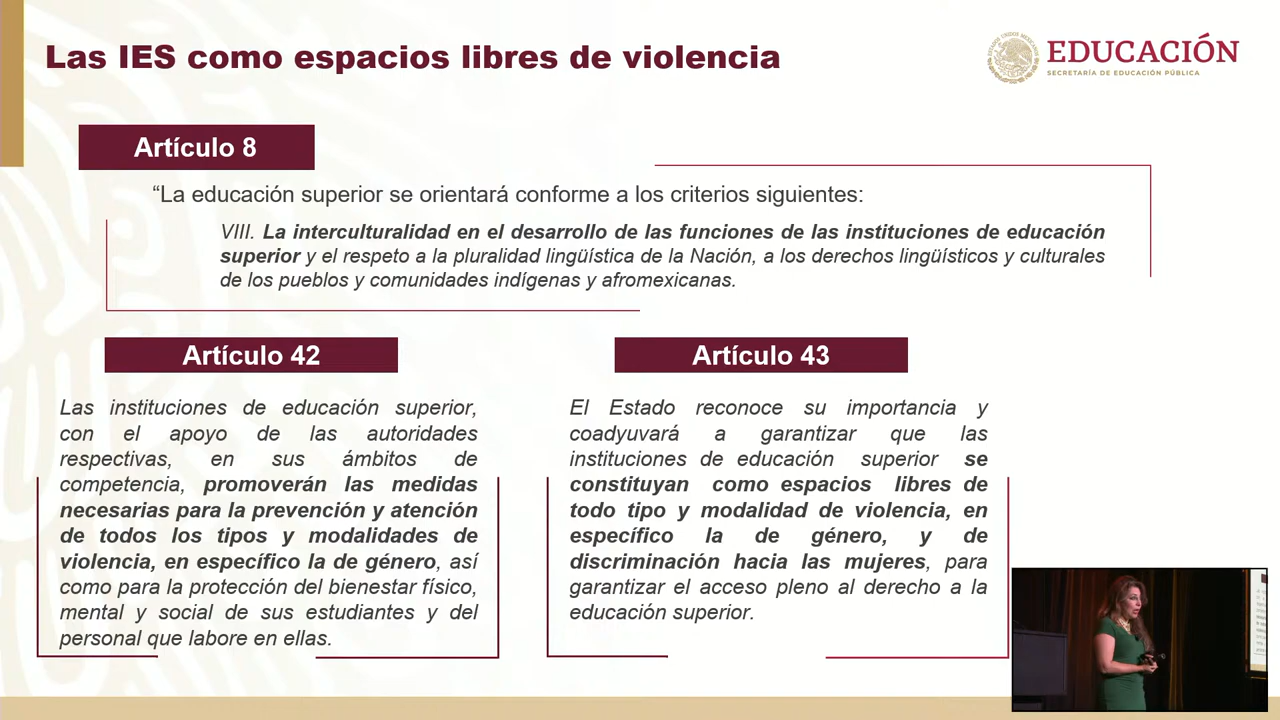 Las IES como espacios libres de violencia
EDUCACIÓN
SECRETARÍA DE EDUCACIÓN PÚBLICA
Artículo 8
“La educación superior se orientará conforme a los criterios siguientes:
VIII. La interculturalidad en el desarrollo de las funciones de las instituciones de educación
superior y el respeto a la pluralidad lingüística de la Nación, a los derechos lingüísticos y culturales
de los pueblos y comunidades indígenas y afromexicanas.
Artículo 42
Las instituciones de educación superior,
con el apoyo de las autoridades
respectivas, en sus ámbitos de
competencia, promoverán las medidas
necesarias para la prevención y atención
de todos los tipos y modalidades de
violencia, en específico la de género, así
como para la protección del bienestar físico,
mental y social de sus estudiantes y del
personal que labore en ellas.
Artículo 43
El Estado reconoce su importancia y
coadyuvará a garantizar que las
instituciones de educación superior se
constituyan como espacios libres de
todo tipo y modalidad de violencia, en
específico la de género, y de
discriminación hacia las mujeres, para
garantizar el acceso pleno al derecho a la
educación superior.